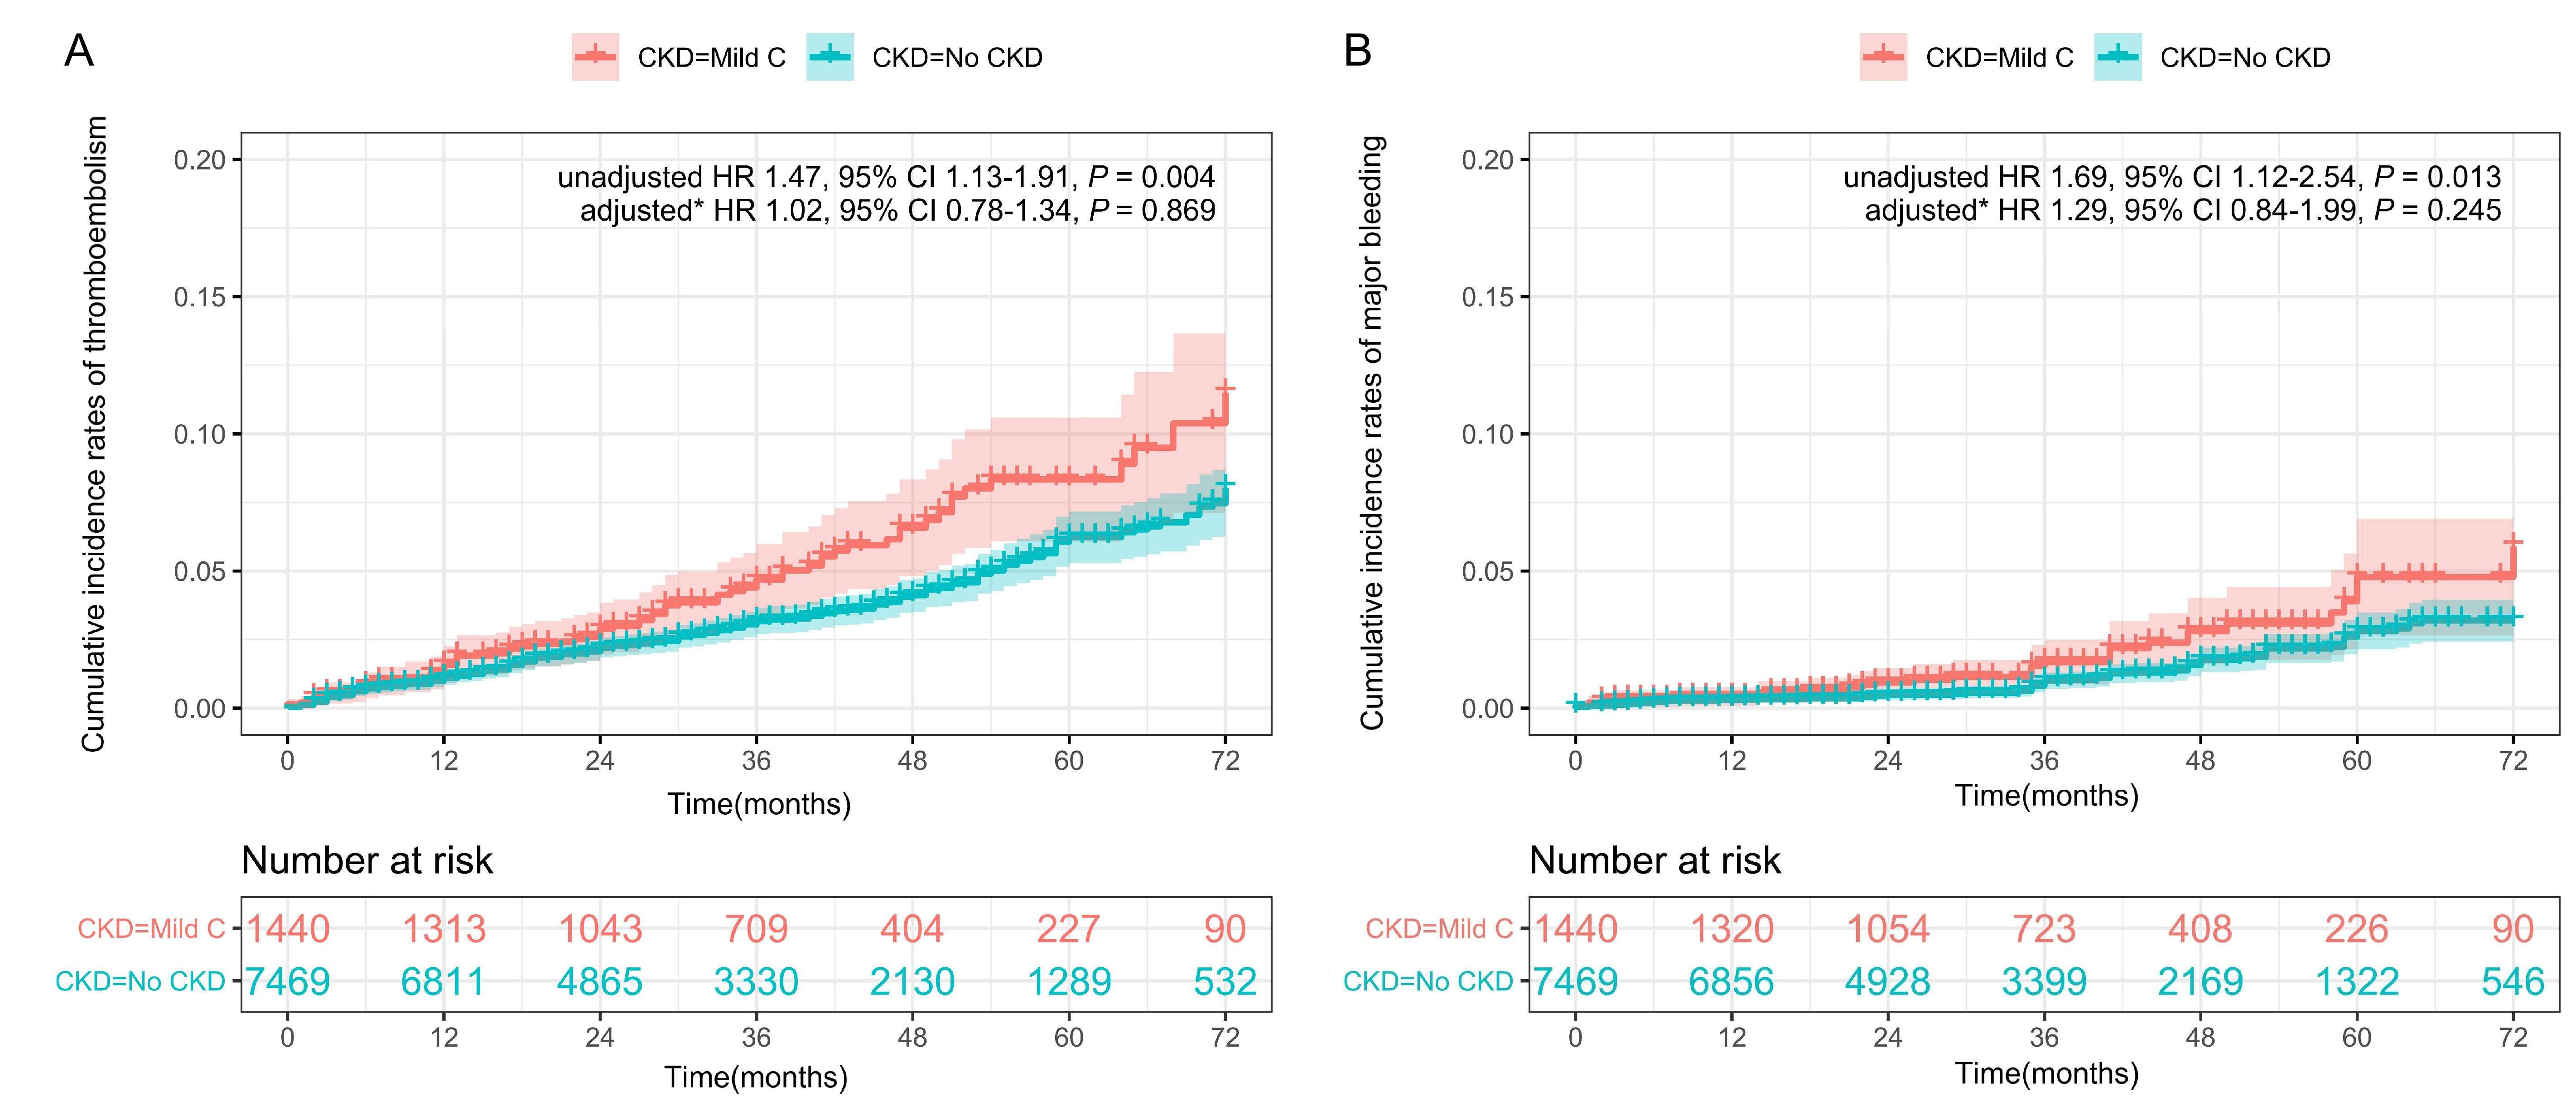 A
CKD=Mild C CKD=No CKD
Cumulative incidence rates of thromboembolism
unadjusted HR 1.47, 95% CI 1.13-1.91, P = 0.004
adjusted* HR 1.02, 95% CI 0.78-1.34, P = 0.869
0.20
0.15
0.10
0.05
0.00
0 12 24 36 48 60 72
Time(months)
Number at risk
CKD=Mild C 1440 1313 1043 709 404 227 90
CKD=No CKD 7469 6811 4865 3330 2130 1289 532
0 12 24 36 48 60 72
Time(months)
B
CKD=Mild C CKD=No CKD
Cumulative incidence rates of major bleeding
unadjusted HR 1.69, 95% CI 1.12-2.54, P = 0.013
adjusted* HR 1.29, 95% CI 0.84-1.99, P = 0.245
0.20
0.15
0.10
0.05
0.00
0 12 24 36 48 60 72
Time(months)
Number at risk
CKD=Mild C 1440 1320 1054 723 408 226 90
CKD=No CKD 7469 6856 4928 3399 2169 1322 546
0 12 24 36 48 60 72
Time(months)